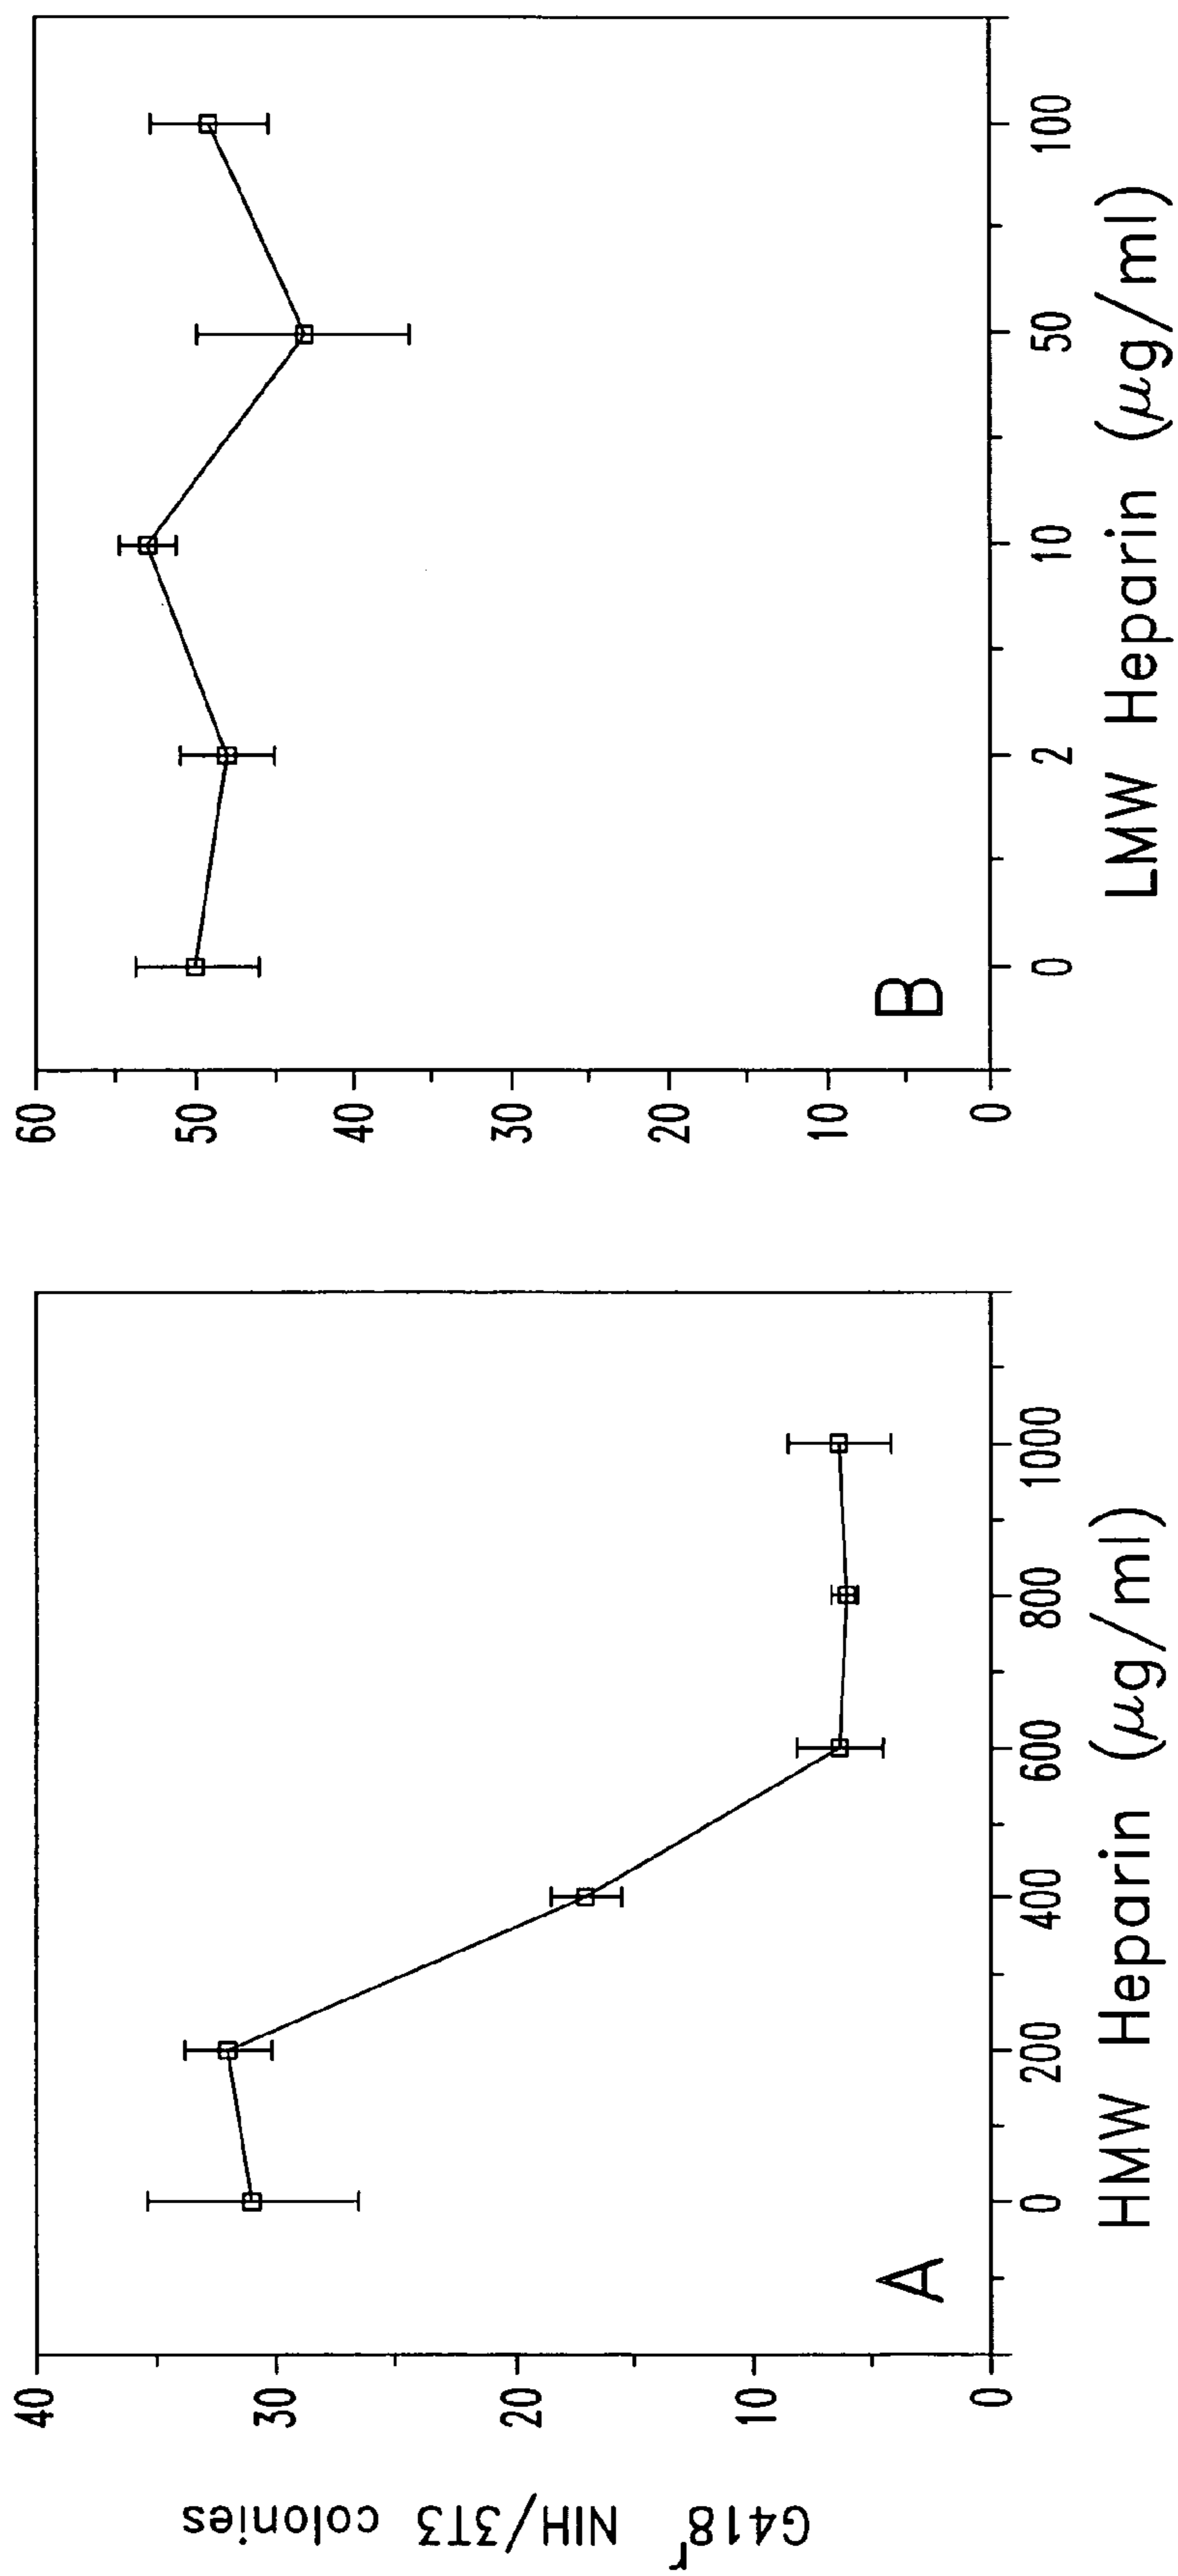 G418r NIH/3T3 colonies
40
30
20
10
0
A
0 200 400 600 800 1000
HMW Heparin (μg/ml)
60
50
40
30
20
10
0
B
0 2 10 50 100
LMW Heparin (μg/ml)